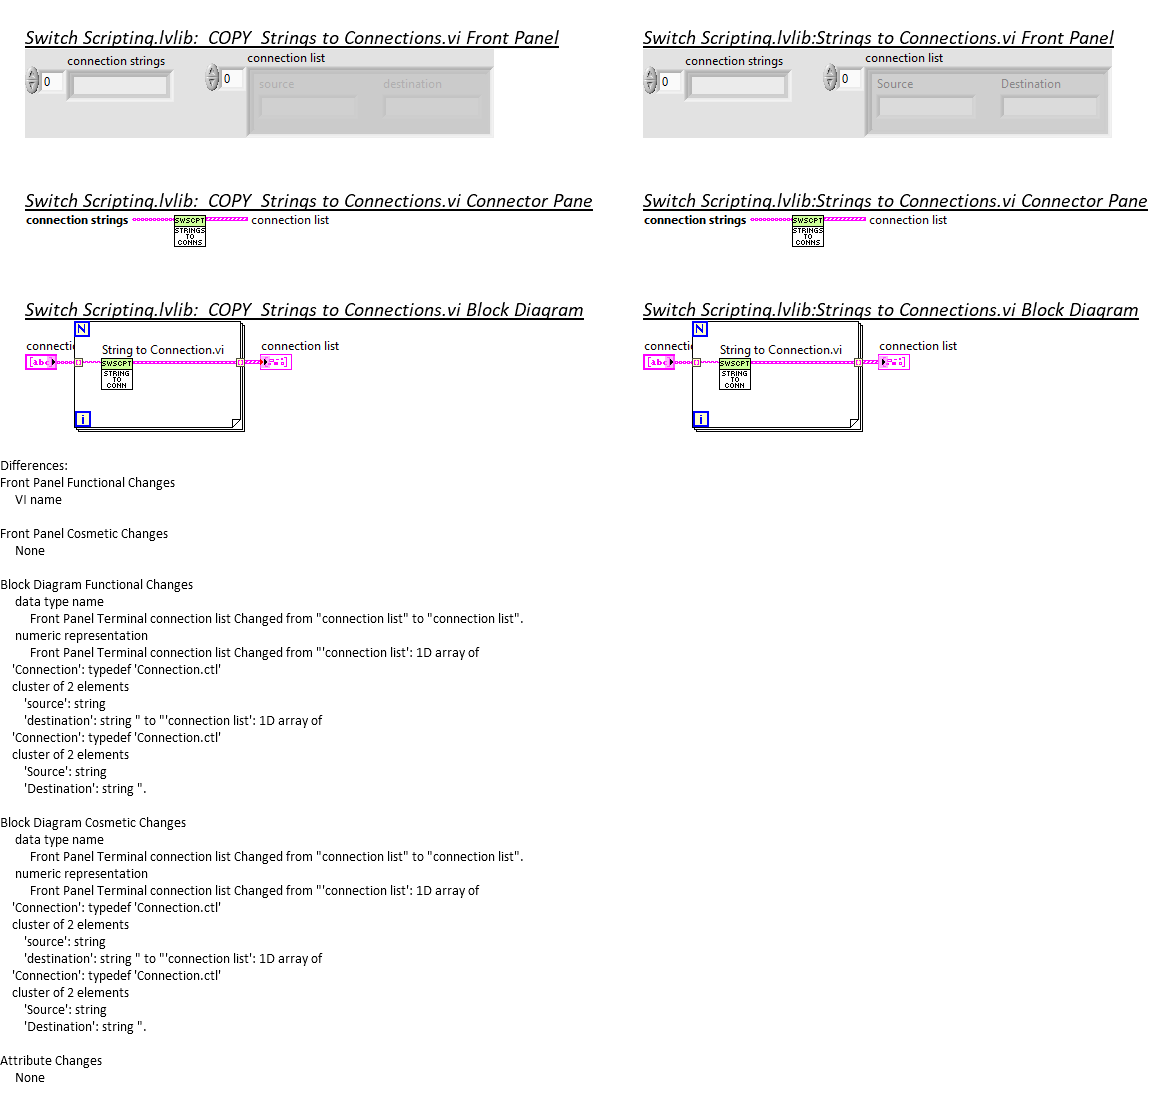 Switch Scripting.lvlib:  COPY  Strings to Connections.vi Front Panel
connection strings
0
connection list
0
source
destination
Switch Scripting.lvlib:Strings to Connections.vi Front Panel
connection strings
0
connection list
0
Source
Destination
Switch Scripting.lvlib:  COPY  Strings to Connections.vi Connector Pane
connection strings
SWSCPT
STRINGS
TO
CONNS
connection list
Switch Scripting.lvlib:Strings to Connections.vi Connector Pane
connection strings
SWSCPT
STRINGS
TO
CONNS
connection list
Switch Scripting.lvlib:  COPY  Strings to Connections.vi Block Diagram
N
connecti
String to Connection.vi
connection list
abc
SWSCPT
STRING
TO
CONN
i
Switch Scripting.lvlib:Strings to Connections.vi Block Diagram
N
connecti
String to Connection.vi
connection list
abc
SWSCPT
STRING
TO
CONN
i
Differences:
Front Panel Functional Changes
VI name
Front Panel Cosmetic Changes
None
Block Diagram Functional Changes
data type name
Front Panel Terminal connection list Changed from "connection list" to "connection list".
numeric representation
Front Panel Terminal connection list Changed from "'connection list': 1D array of
'Connection': typedef 'Connection.ctl'
cluster of 2 elements
'source': string
'destination': string " to "'connection list': 1D array of
'Connection': typedef 'Connection.ctl'
cluster of 2 elements
'Source': string
'Destination': string ".
Block Diagram Cosmetic Changes
data type name
Front Panel Terminal connection list Changed from "connection list" to "connection list".
numeric representation
Front Panel Terminal connection list Changed from "'connection list': 1D array of
'Connection': typedef 'Connection.ctl'
cluster of 2 elements
'source': string
'destination': string " to "'connection list': 1D array of
'Connection': typedef 'Connection.ctl'
cluster of 2 elements
'Source': string
'Destination': string ".
Attribute Changes
None